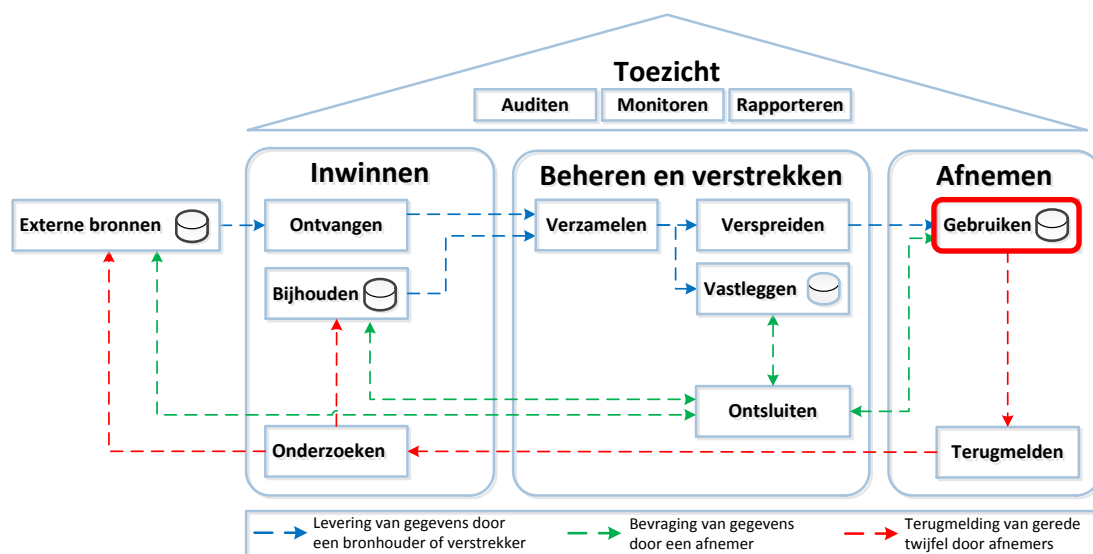 Toezicht
Auditen
Monitoren
Rapporteren
Inwinnen
Beheren en verstrekken
Afnemen
Externe bronnen
Ontvangen
Verzamelen
Verspreiden
Gebruiken
Bijhouden
Vastleggen
Ontsluiten
Onderzoeken
Terugmelden
Levering van gegevens door
een bronhouder of verstrekker
Bevraging van gegevens
door een afnemer
Terugmelding van gerede
twijfel door afnemers